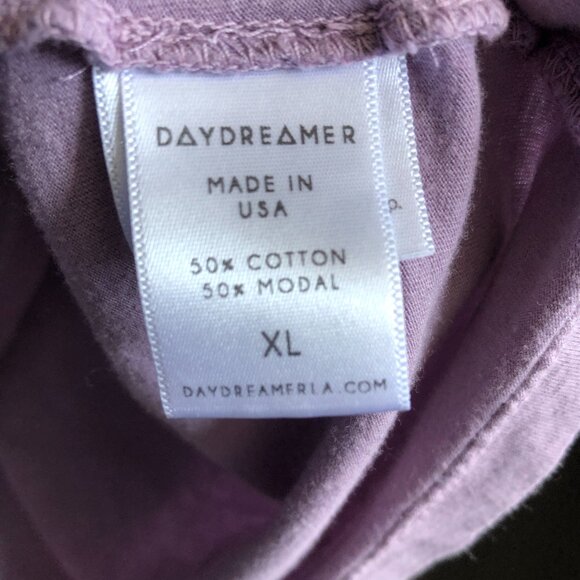 DAYDREAMER
MADE IN
USA
50% COTTON
50% MODAL
XL
DAYDREAMERLA.COM